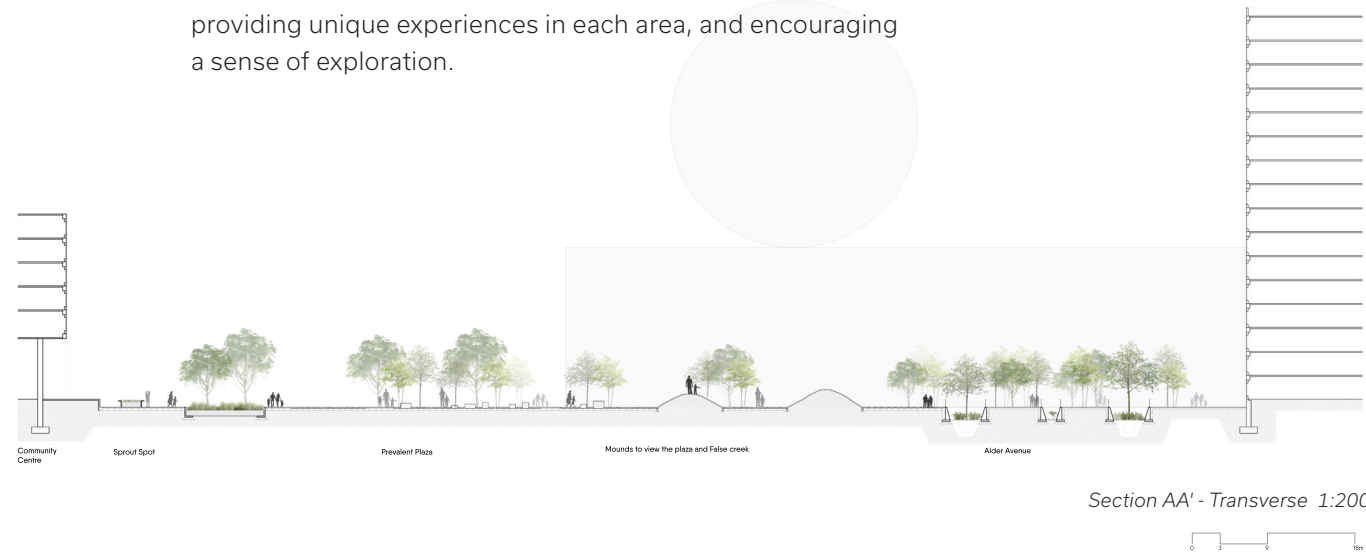 providing unique experiences in each area, and encouraging
a sense of exploration.
Community
Centre
Sprout Spot
Prevalent Plaza
Mounds to view the plaza and False creek
Alder Avenue
Section AA' - Transverse 1:200
0 3 9 18m